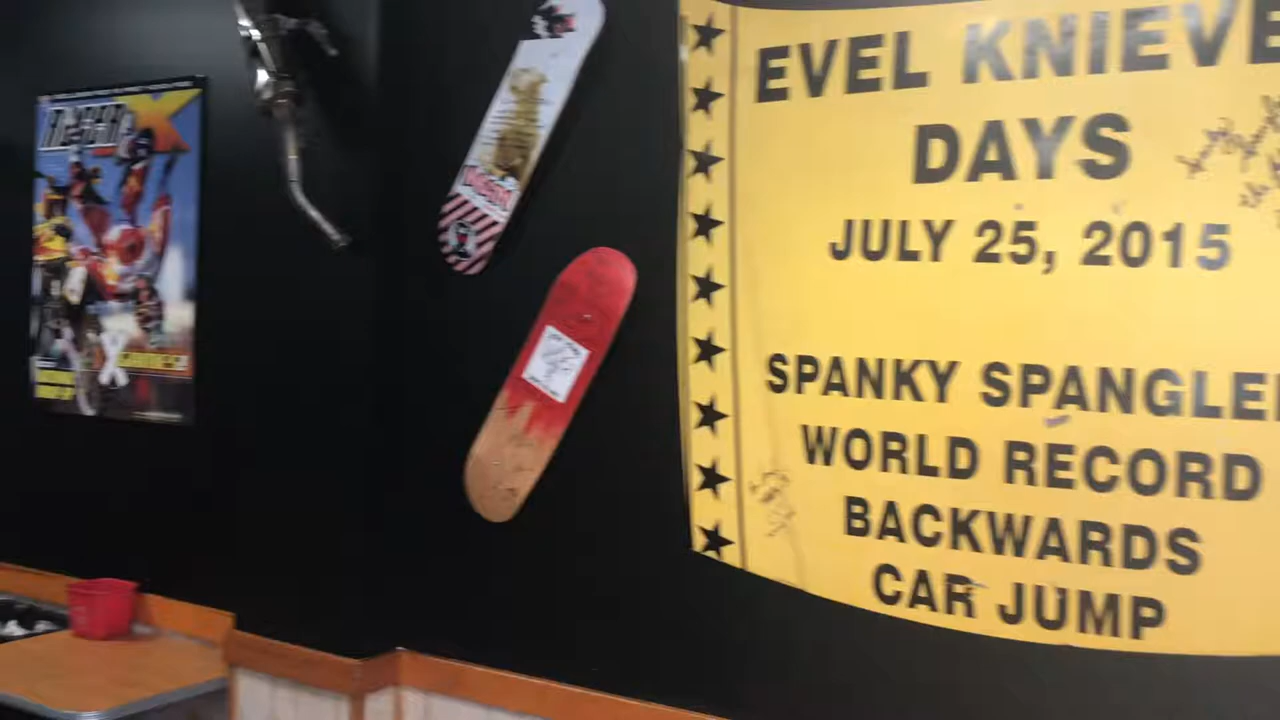 EVEL KNIEVE
DAYS
JULY 25, 2015
SPANKY SPANGLE
WORLD RECORD
BACKWARDS
CAR JUMP